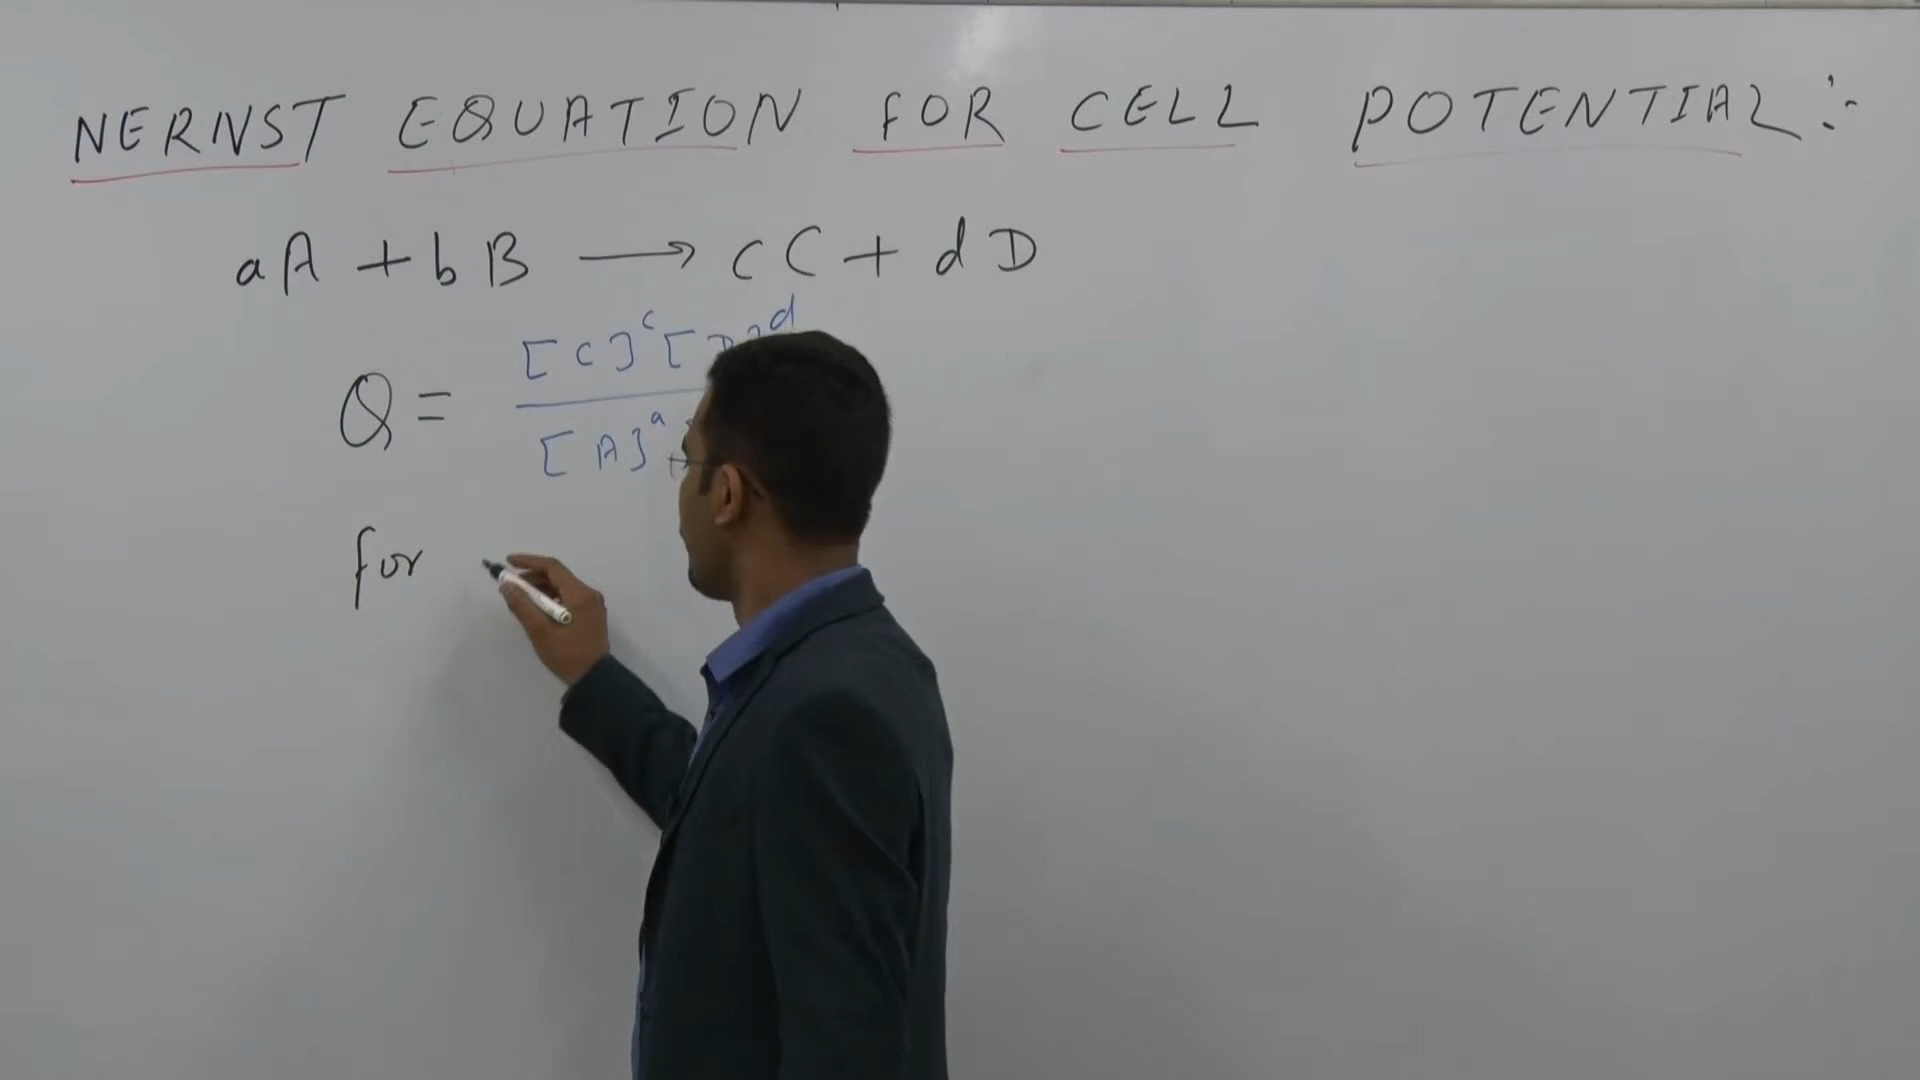 NERNST EQUATION FOR CELL POTENTIAL :-
aA + bB → cC + dD
[C]^c [D]^d
Q =
[A]^a
for